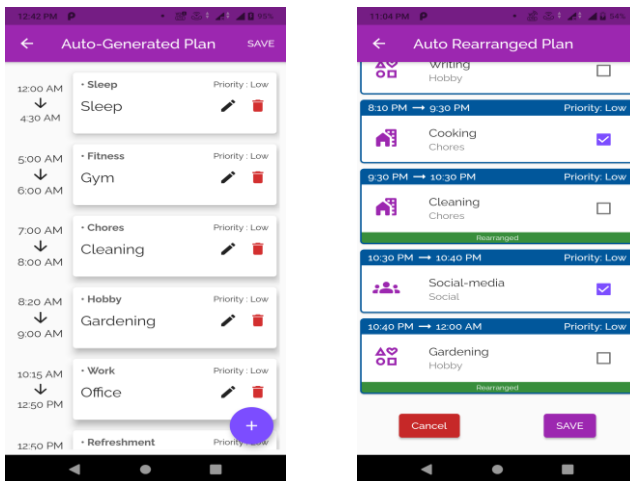 12:42 PM P 95%
Auto-Generated Plan SAVE
12:00 AM
4:30 AM
• Sleep Priority : Low
Sleep
5:00 AM
6:00 AM
• Fitness Priority : Low
Gym
7:00 AM
8:00 AM
• Chores Priority : Low
Cleaning
8:20 AM
9:00 AM
• Hobby Priority : Low
Gardening
10:15 AM
12:50 PM
• Work Priority : Low
Office
12:50 PM
• Refreshment
11:04 PM P 54%
Auto Rearranged Plan
Writing
Hobby
8:10 PM → 9:30 PM Priority: Low
Cooking
Chores
9:30 PM → 10:30 PM Priority: Low
Cleaning
Chores
Rearranged
10:30 PM → 10:40 PM Priority: Low
Social-media
Social
10:40 PM → 12:00 AM Priority: Low
Gardening
Hobby
Rearranged
Cancel SAVE